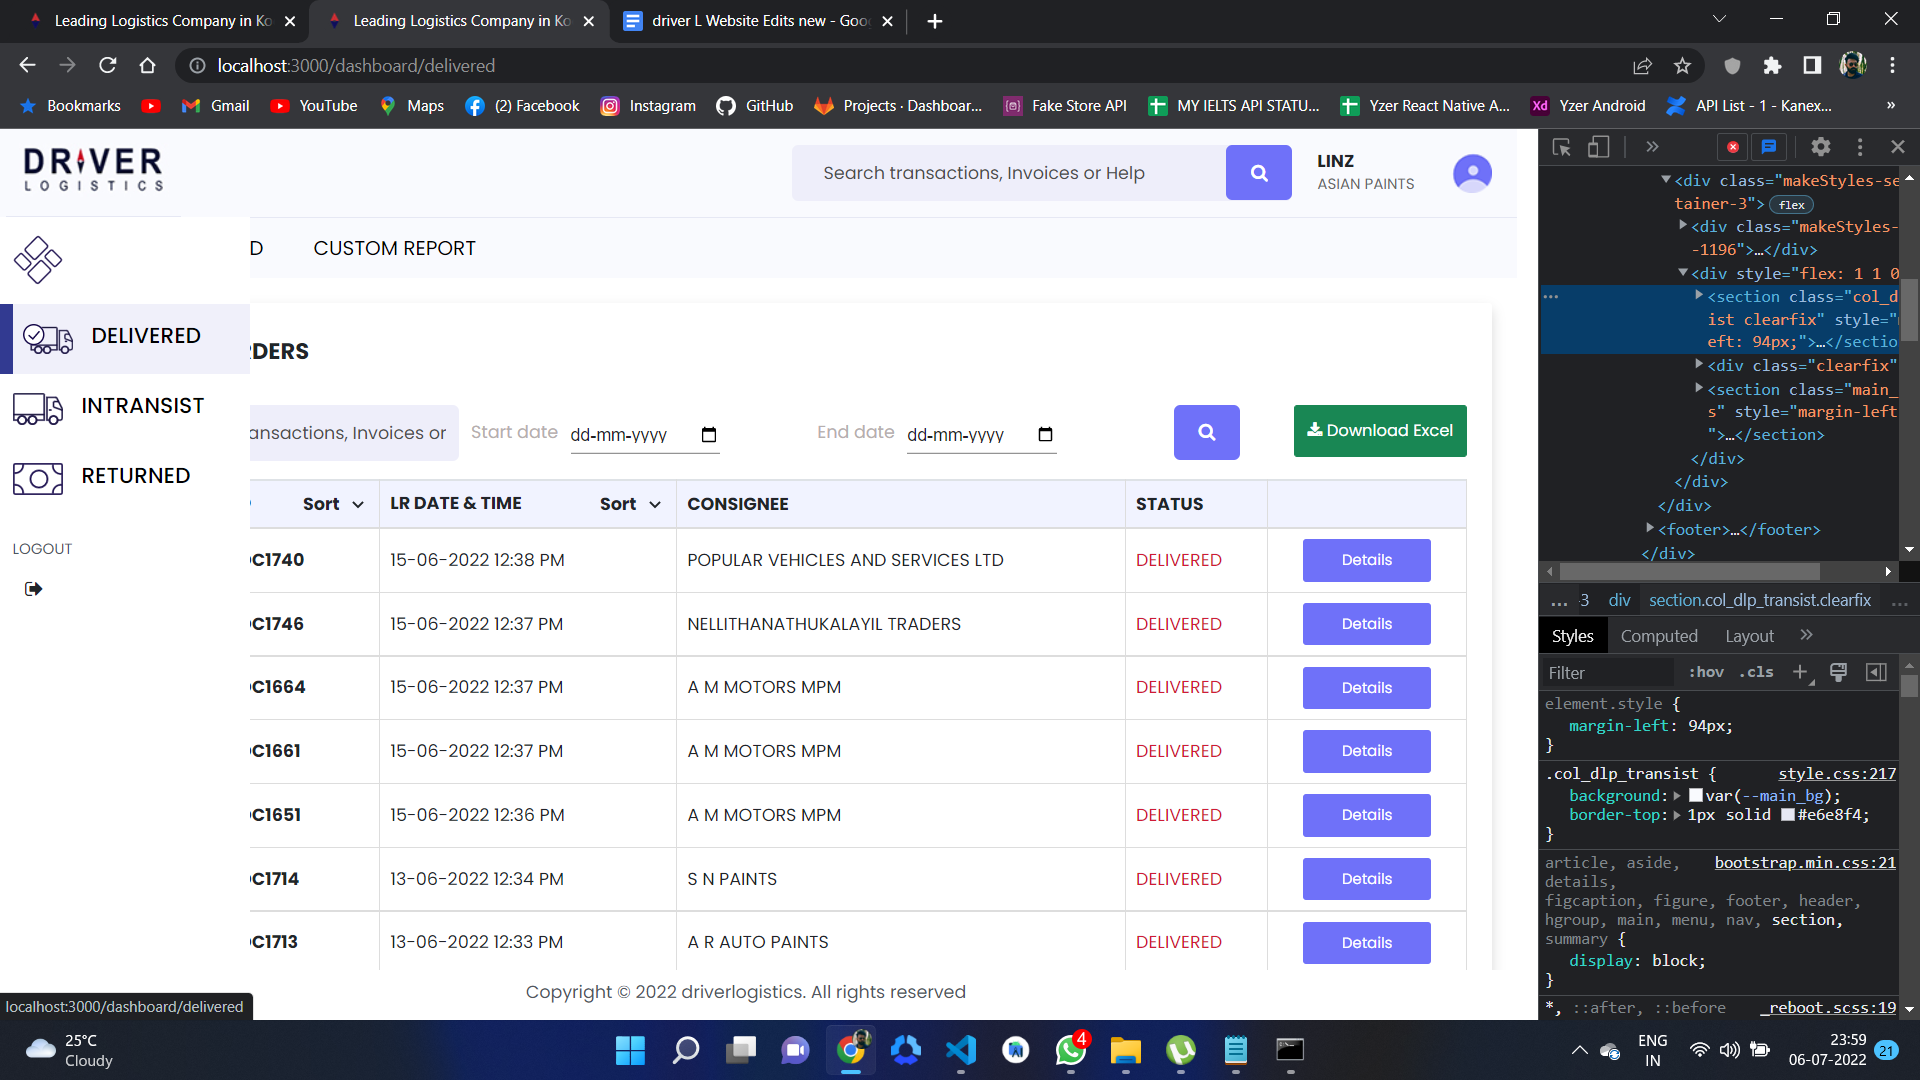 Leading Logistics Company in Ko
Leading Logistics Company in Ko
driver L Website Edits new - Goo
localhost:3000/dashboard/delivered
Bookmarks
Gmail
YouTube
Maps
(2) Facebook
Instagram
GitHub
Projects · Dashboar...
Fake Store API
MY IELTS API STATU...
Yzer React Native A...
Xd
Yzer Android
API List - 1 - Kanex...
»
DRIVER
LOGISTICS
Search transactions, Invoices or Help
LINZ
ASIAN PAINTS
D
CUSTOM REPORT
DELIVERED
INTRANSIST
RETURNED
LOGOUT
RDERS
ansactions, Invoices or
Start date
dd-mm-yyyy
End date
dd-mm-yyyy
Download Excel
Sort
LR DATE & TIME
Sort
CONSIGNEE
STATUS
C1740
15-06-2022 12:38 PM
POPULAR VEHICLES AND SERVICES LTD
DELIVERED
Details
C1746
15-06-2022 12:37 PM
NELLITHANATHUKALAYIL TRADERS
DELIVERED
Details
C1664
15-06-2022 12:37 PM
A M MOTORS MPM
DELIVERED
Details
C1661
15-06-2022 12:37 PM
A M MOTORS MPM
DELIVERED
Details
C1651
15-06-2022 12:36 PM
A M MOTORS MPM
DELIVERED
Details
C1714
13-06-2022 12:34 PM
S N PAINTS
DELIVERED
Details
C1713
13-06-2022 12:33 PM
A R AUTO PAINTS
DELIVERED
Details
Copyright © 2022 driverlogistics. All rights reserved
localhost:3000/dashboard/delivered
<div class="makeStyles-se
tainer-3"> flex
<div class="makeStyles-
-1196">…</div>
<div style="flex: 1 1 0
<section class="col_d
ist clearfix" style="
eft: 94px;">…</sectio
<div class="clearfix"
<section class="main_
s" style="margin-left
">…</section>
</div>
</div>
</div>
<footer>…</footer>
</div>
... -3 div section.col_dlp_transist.clearfix ...
Styles
Computed
Layout
Filter
:hov .cls
element.style {
margin-left: 94px;
}
.col_dlp_transist {
style.css:217
background: var(--main_bg);
border-top: 1px solid #e6e8f4;
}
article, aside,
bootstrap.min.css:21
details,
figcaption, figure, footer, header,
hgroup, main, menu, nav, section,
summary {
display: block;
}
*, ::after, ::before
_reboot.scss:19
25°C
Cloudy
4
ENG
IN
23:59
06-07-2022
21